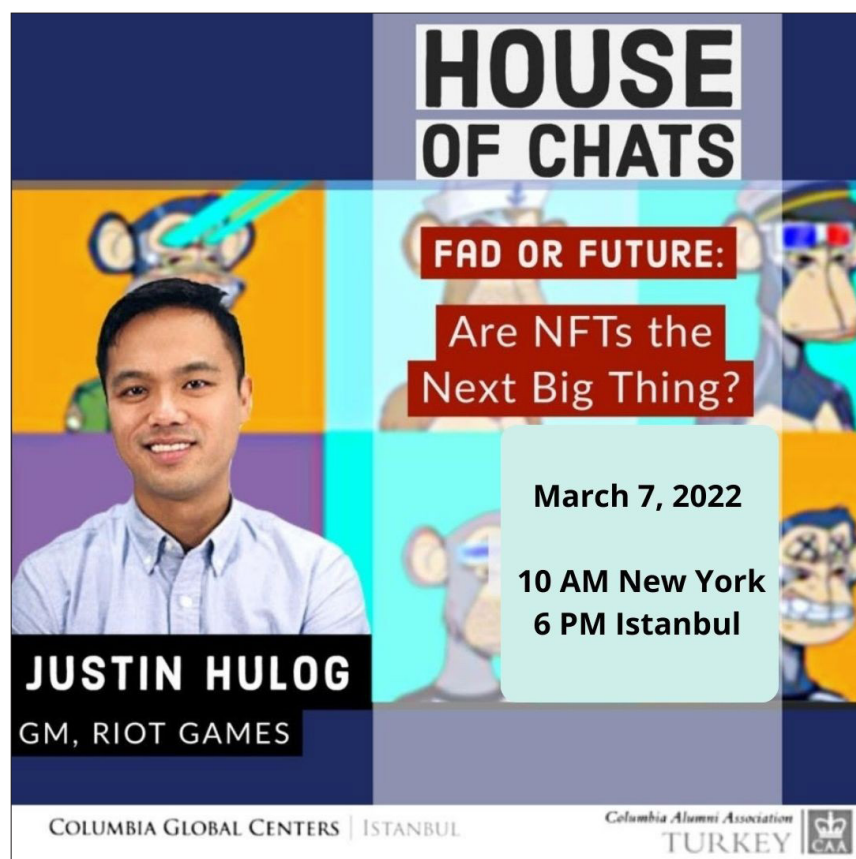 HOUSE
OF CHATS
FAD OR FUTURE:
Are NFTs the
Next Big Thing?
March 7, 2022
10 AM New York
6 PM Istanbul
JUSTIN HULOG
GM, RIOT GAMES
COLUMBIA GLOBAL CENTERS | ISTANBUL
Columbia Alumni Association
TURKEY
CAA